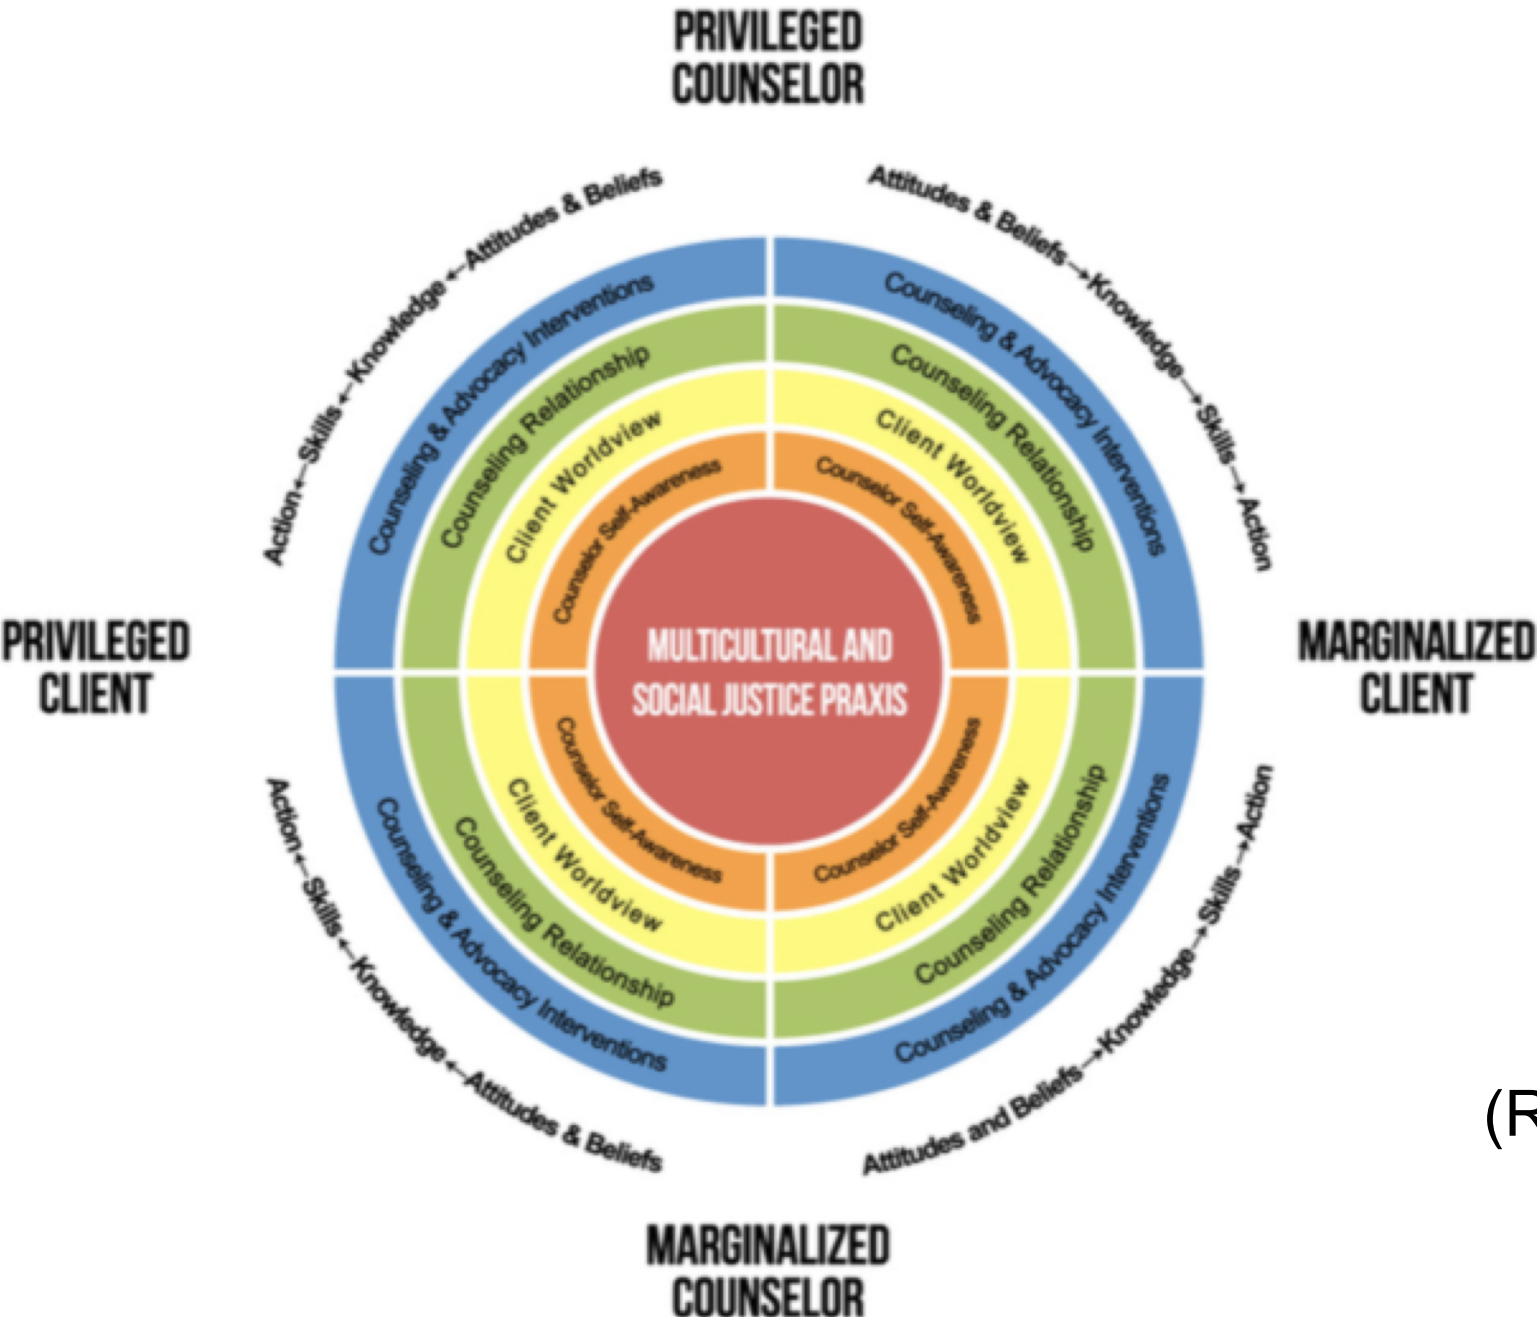 PRIVILEGED
COUNSELOR
Action←Skills←Knowledge←Attitudes & Beliefs
Attitudes & Beliefs→Knowledge→Skills→Action
Counseling & Advocacy Interventions
Counseling & Advocacy Interventions
Counseling Relationship
Counseling Relationship
Client Worldview
Client Worldview
Counselor Self-Awareness
Counselor Self-Awareness
PRIVILEGED
CLIENT
MULTICULTURAL AND
SOCIAL JUSTICE PRAXIS
MARGINALIZED
CLIENT
Counselor Self-Awareness
Counselor Self-Awareness
Client Worldview
Client Worldview
Counseling Relationship
Counseling Relationship
Counseling & Advocacy Interventions
Counseling & Advocacy Interventions
Action←Skills←Knowledge←Attitudes & Beliefs
Attitudes and Beliefs→Knowledge→Skills→Action
(R
MARGINALIZED
COUNSELOR